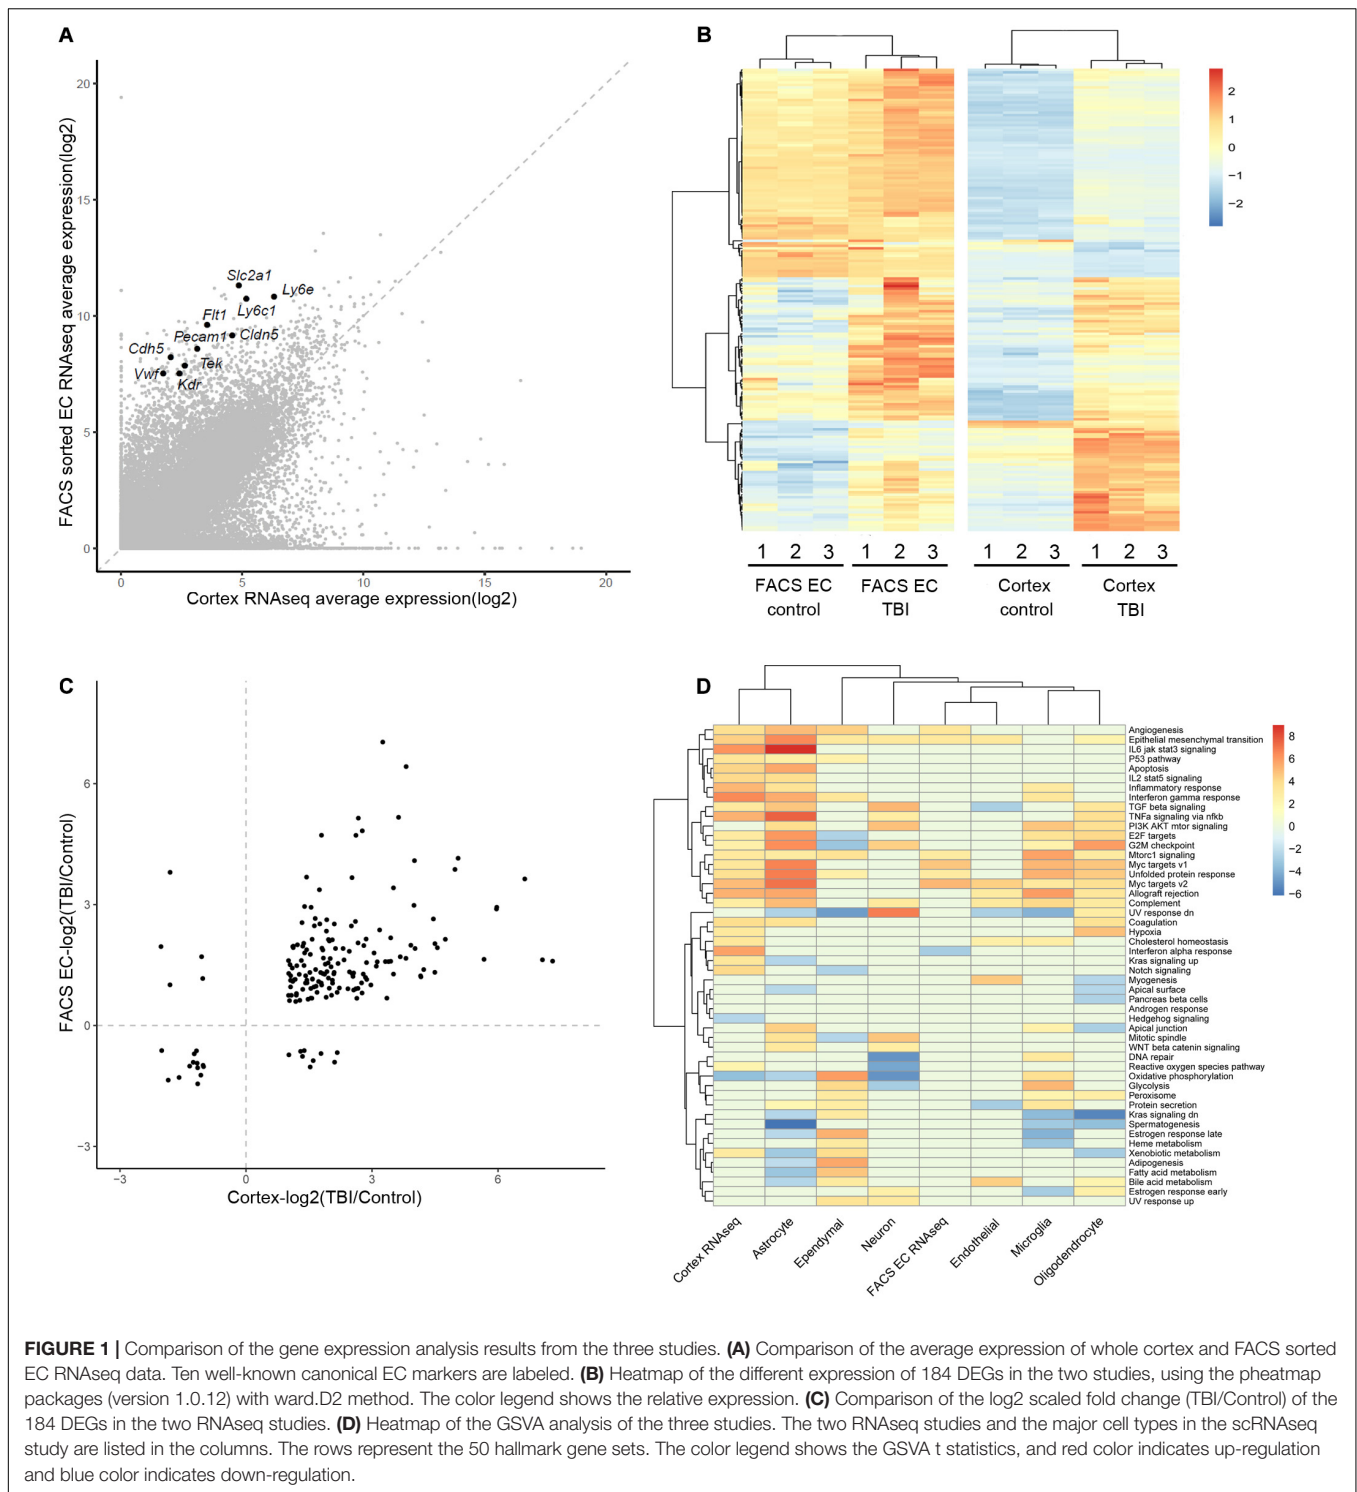 A
FACS sorted EC RNAseq average expression(log2)
20
15
10
5
0
Slc2a1
Ly6e
Ly6c1
Flt1
Pecam1
Cldn5
Cdh5
Tek
Vwf
Kdr
0 5 10 15 20
Cortex RNAseq average expression(log2)
B
2
1
0
−1
−2
1 2 3 1 2 3 1 2 3 1 2 3
FACS EC FACS EC Cortex Cortex
control TBI control TBI
C
FACS EC-log2(TBI/Control)
6
3
0
−3
−3 0 3 6
Cortex-log2(TBI/Control)
D
Angiogenesis
Epithelial mesenchymal transition
IL6 jak stat3 signaling
P53 pathway
Apoptosis
IL2 stat5 signaling
Inflammatory response
Interferon gamma response
TGF beta signaling
TNFa signaling via nfkb
PI3K AKT mtor signaling
E2F targets
G2M checkpoint
Mtorc1 signaling
Myc targets v1
Unfolded protein response
Myc targets v2
Allograft rejection
Complement
UV response dn
Coagulation
Hypoxia
Cholesterol homeostasis
Interferon alpha response
Kras signaling up
Notch signaling
Myogenesis
Apical surface
Pancreas beta cells
Androgen response
Hedgehog signaling
Apical junction
Mitotic spindle
WNT beta catenin signaling
DNA repair
Reactive oxygen species pathway
Oxidative phosphorylation
Glycolysis
Peroxisome
Protein secretion
Kras signaling dn
Spermatogenesis
Estrogen response late
Heme metabolism
Xenobiotic metabolism
Adipogenesis
Fatty acid metabolism
Bile acid metabolism
Estrogen response early
UV response up
8
6
4
2
0
−2
−4
−6
Cortex RNAseq
Astrocyte
Ependymal
Neuron
FACS EC RNAseq
Endothelial
Microglia
Oligodendrocyte
FIGURE 1 | Comparison of the gene expression analysis results from the three studies. (A) Comparison of the average expression of whole cortex and FACS sorted
EC RNAseq data. Ten well-known canonical EC markers are labeled. (B) Heatmap of the different expression of 184 DEGs in the two studies, using the pheatmap
packages (version 1.0.12) with ward.D2 method. The color legend shows the relative expression. (C) Comparison of the log2 scaled fold change (TBI/Control) of the
184 DEGs in the two RNAseq studies. (D) Heatmap of the GSVA analysis of the three studies. The two RNAseq studies and the major cell types in the scRNAseq
study are listed in the columns. The rows represent the 50 hallmark gene sets. The color legend shows the GSVA t statistics, and red color indicates up-regulation
and blue color indicates down-regulation.